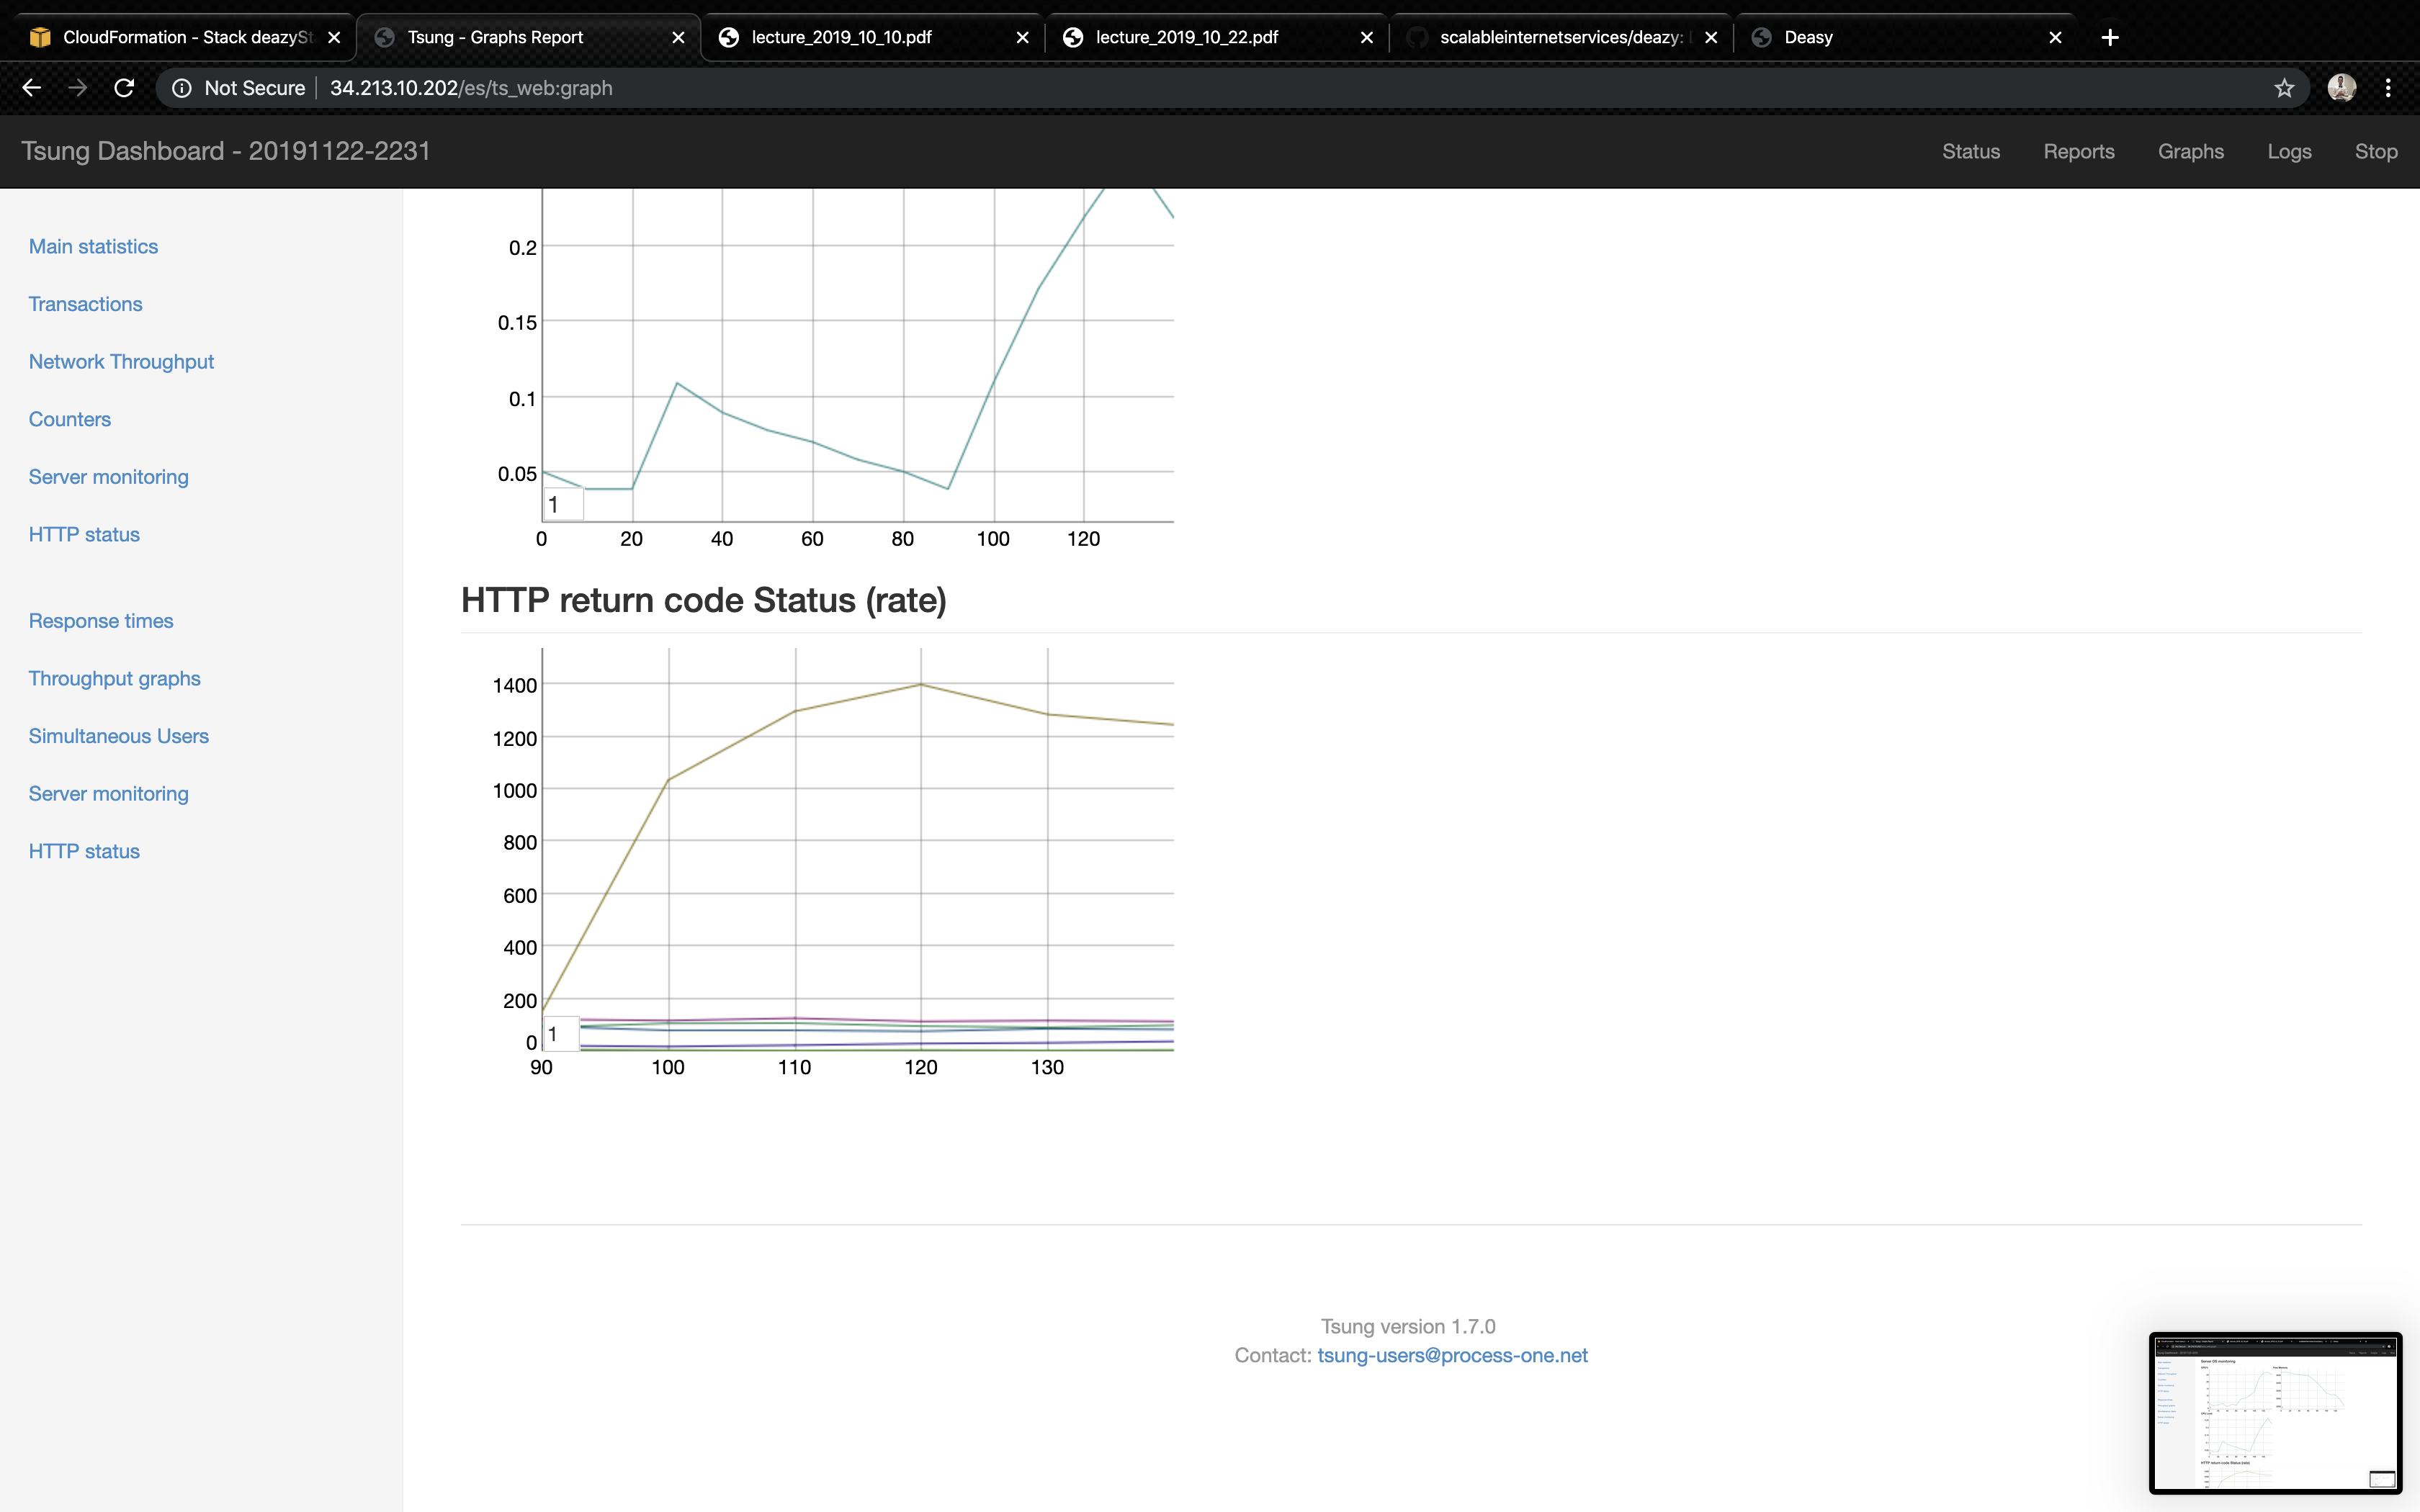 CloudFormation - Stack deazySt
Tsung - Graphs Report
lecture_2019_10_10.pdf
lecture_2019_10_22.pdf
scalableinternetservices/deazy:
Deasy
Not Secure
34.213.10.202/es/ts_web:graph
Tsung Dashboard - 20191122-2231
Status
Reports
Graphs
Logs
Stop
Main statistics
Transactions
Network Throughput
Counters
Server monitoring
HTTP status
Response times
Throughput graphs
Simultaneous Users
Server monitoring
HTTP status
0.2
0.15
0.1
0.05
1
0 20 40 60 80 100 120
HTTP return code Status (rate)
1400
1200
1000
800
600
400
200
0
1
90 100 110 120 130
Tsung version 1.7.0
Contact: tsung-users@process-one.net